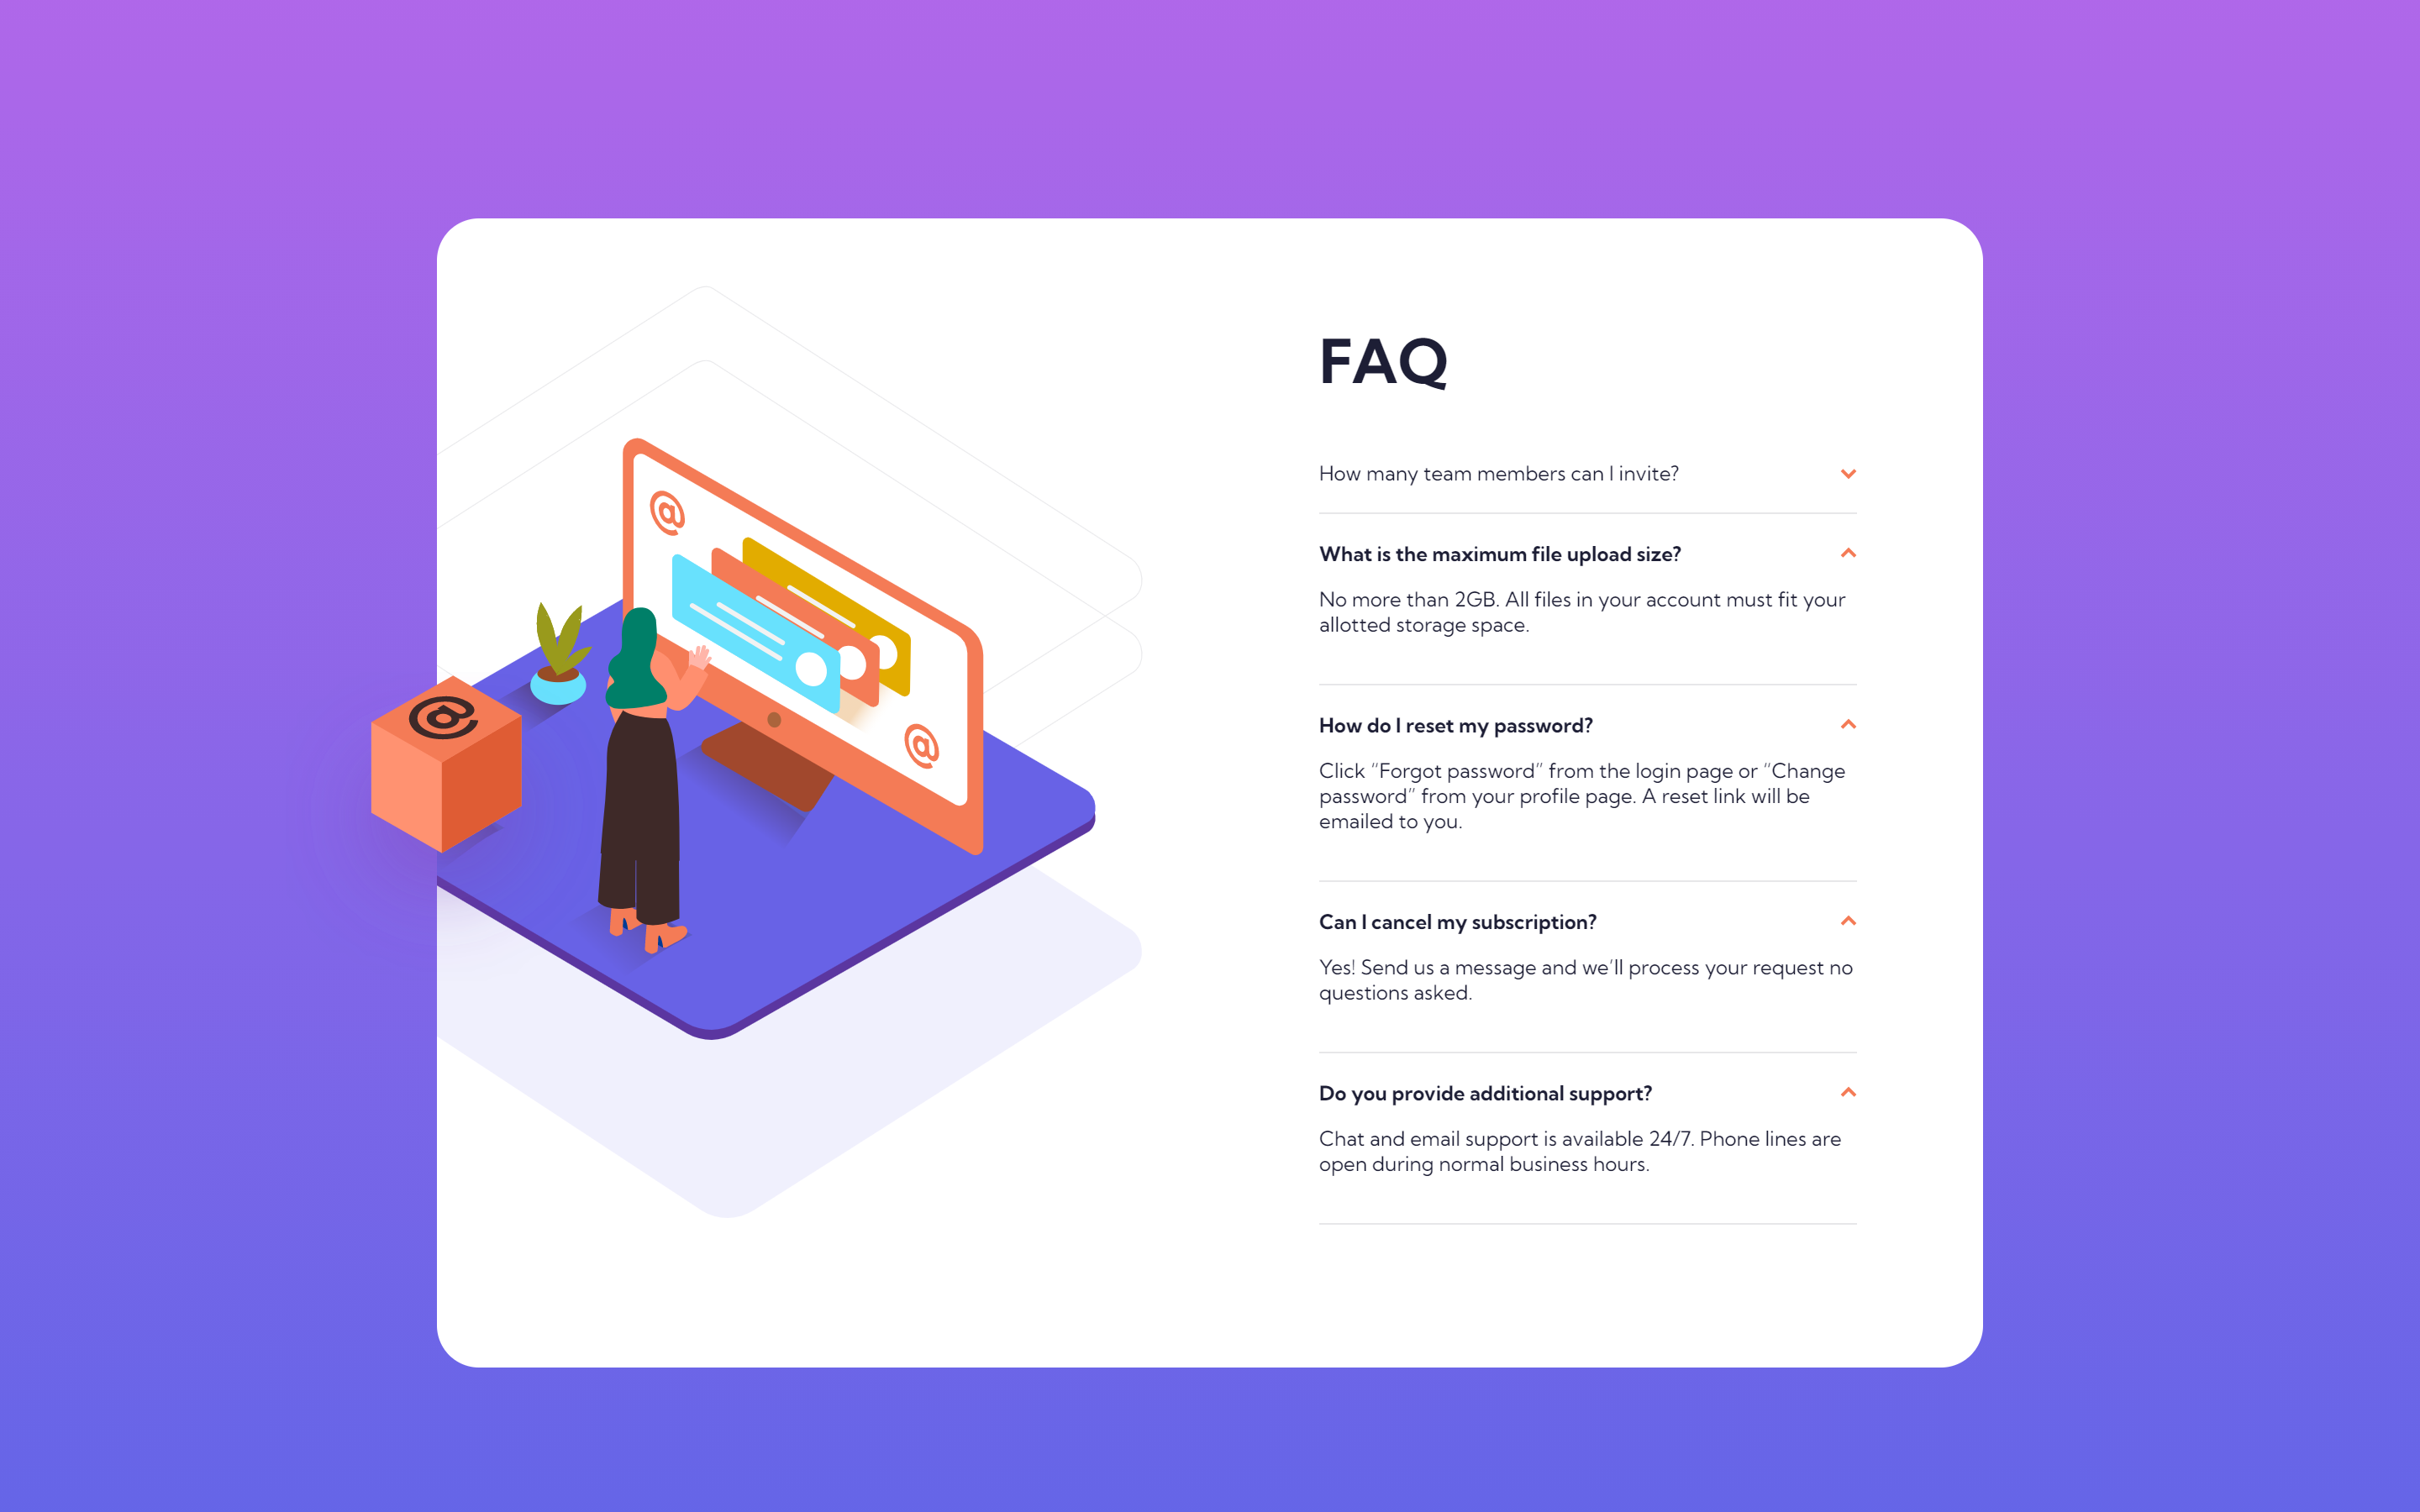 FAQ
How many team members can I invite?
What is the maximum file upload size?
No more than 2GB. All files in your account must fit your
allotted storage space.
How do I reset my password?
Click “Forgot password” from the login page or “Change
password” from your profile page. A reset link will be
emailed to you.
Can I cancel my subscription?
Yes! Send us a message and we’ll process your request no
questions asked.
Do you provide additional support?
Chat and email support is available 24/7. Phone lines are
open during normal business hours.
@
@
@